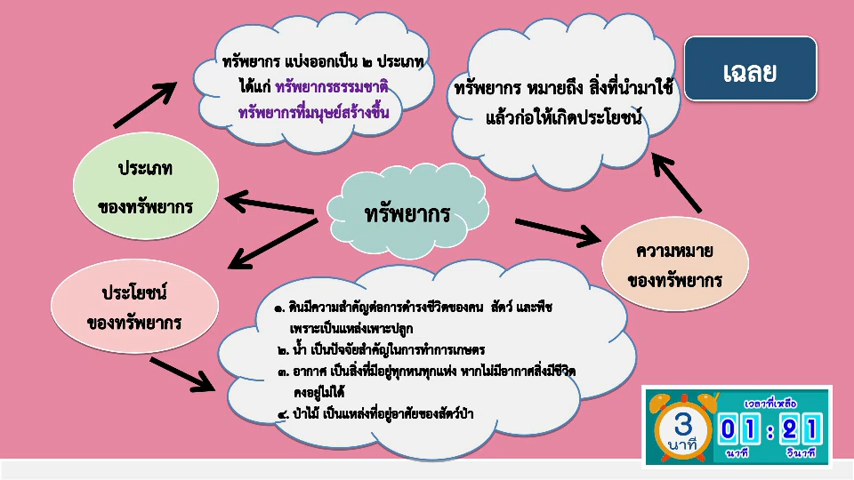 ทรัพยากร แบ่งออกเป็น ๒ ประเภท
ได้แก่ ทรัพยากรธรรมชาติ
ทรัพยากรที่มนุษย์สร้างขึ้น
ทรัพยากร หมายถึง สิ่งที่นำมาใช้
แล้วก่อให้เกิดประโยชน์
เฉลย
ประเภท
ของทรัพยากร
ทรัพยากร
ความหมาย
ของทรัพยากร
ประโยชน์
ของทรัพยากร
๑. ดินมีความสำคัญต่อการดำรงชีวิตของคน สัตว์ และพืช
เพราะเป็นแหล่งเพาะปลูก
๒. น้ำ เป็นปัจจัยสำคัญในการทำการเกษตร
๓. อากาศ เป็นสิ่งที่มีอยู่ทุกหนทุกแห่ง หากไม่มีอากาศสิ่งมีชีวิต
คงอยู่ไม่ได้
๔. ป่าไม้ เป็นแหล่งที่อยู่อาศัยของสัตว์ป่า
3
นาที
เวลาที่เหลือ
01:21
นาที วินาที